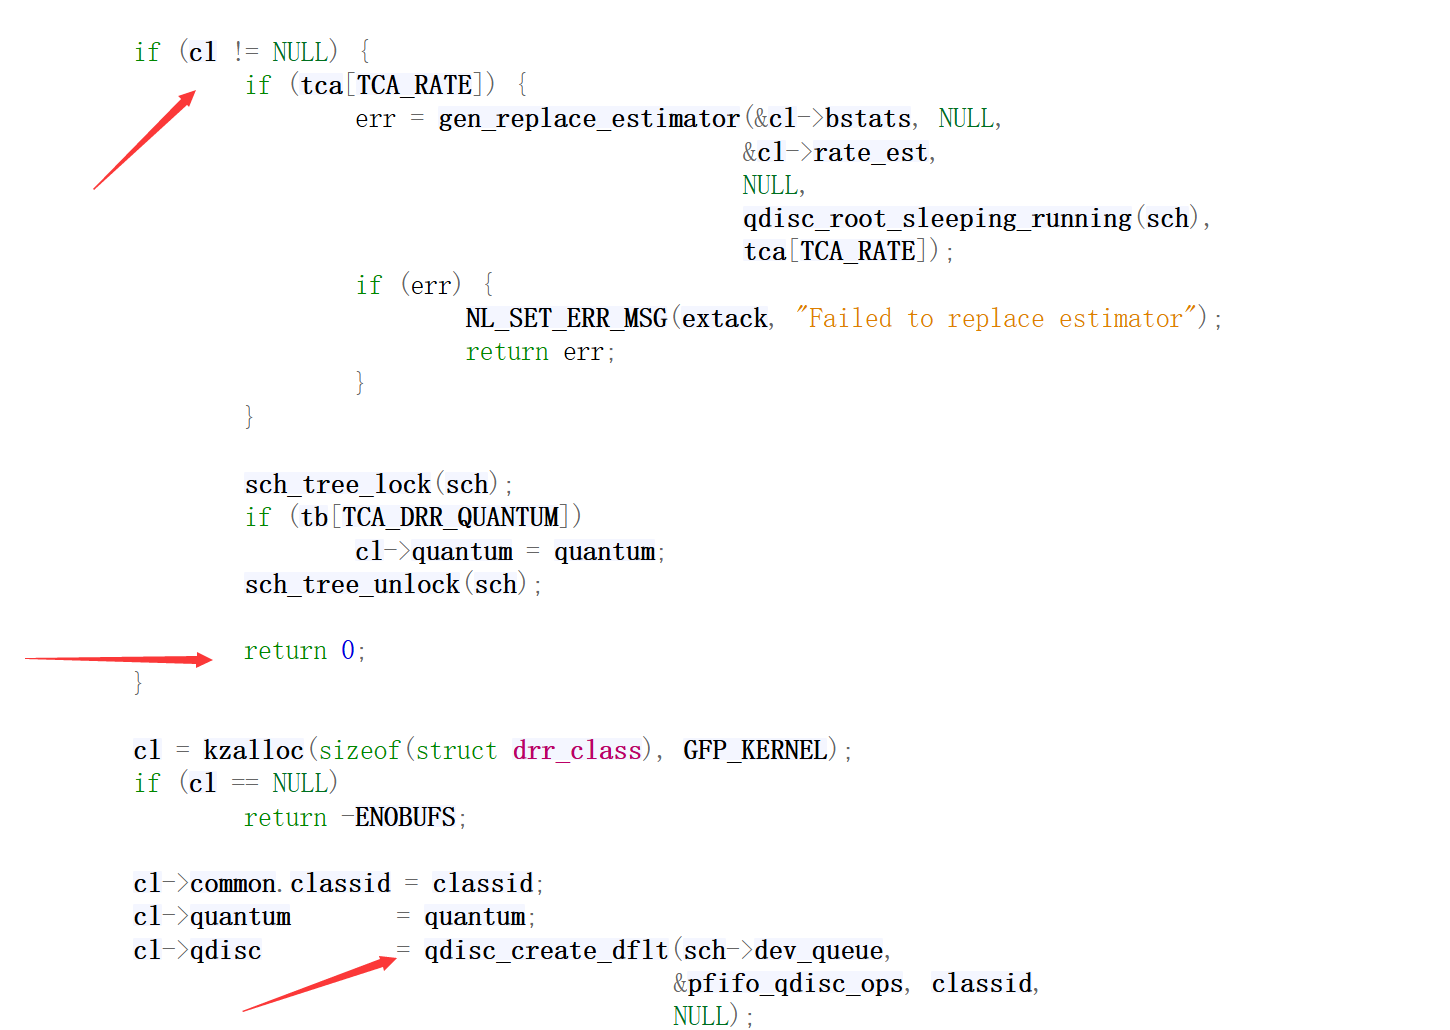 if (cl != NULL) {
if (tca[TCA_RATE]) {
err = gen_replace_estimator(&cl->bstats, NULL,
&cl->rate_est,
NULL,
qdisc_root_sleeping_running(sch),
tca[TCA_RATE]);
if (err) {
NL_SET_ERR_MSG(extack, "Failed to replace estimator");
return err;
}
}
sch_tree_lock(sch);
if (tb[TCA_DRR_QUANTUM])
cl->quantum = quantum;
sch_tree_unlock(sch);
return 0;
}
cl = kzalloc(sizeof(struct drr_class), GFP_KERNEL);
if (cl == NULL)
return -ENOBUFS;
cl->common.classid = classid;
cl->quantum = quantum;
cl->qdisc = qdisc_create_dflt(sch->dev_queue,
&pfifo_qdisc_ops, classid,
NULL);